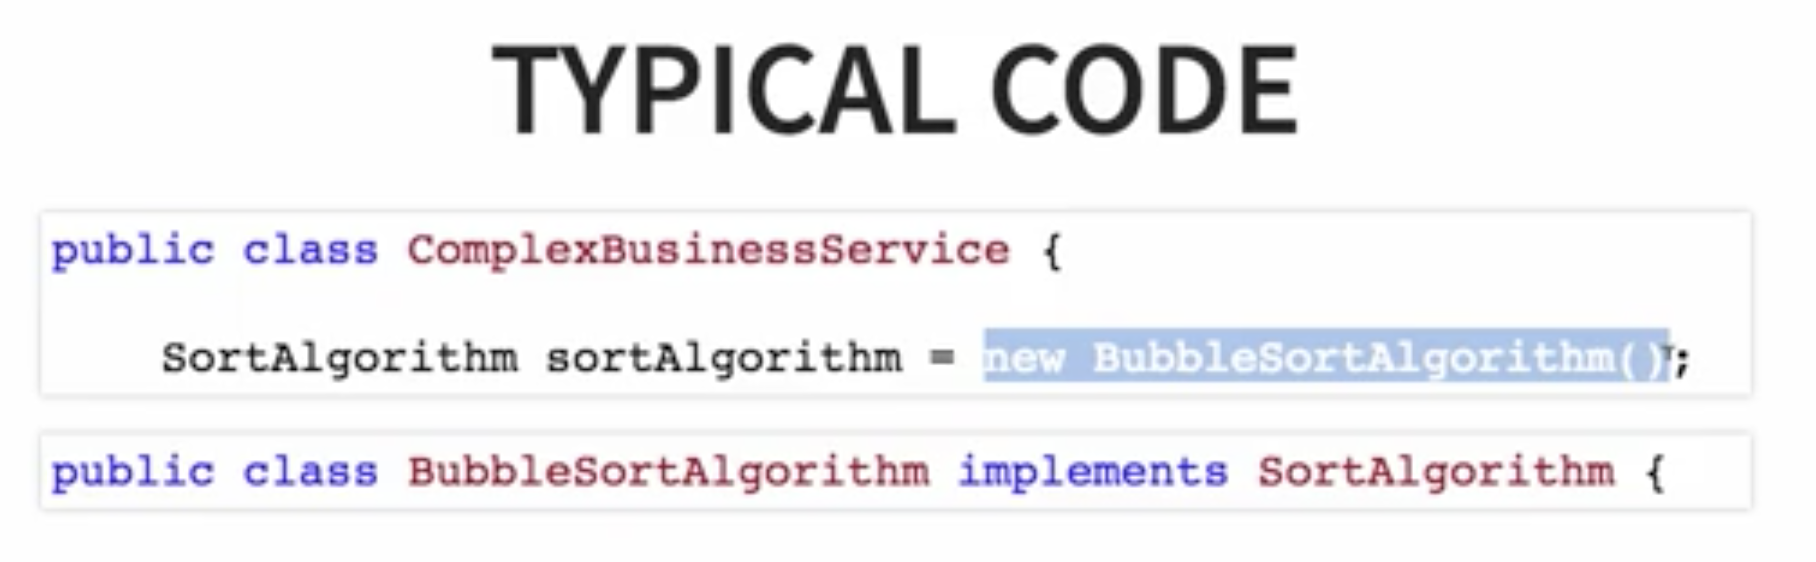 TYPICAL CODE
public class ComplexBusinessService {
SortAlgorithm sortAlgorithm = new BubbleSortAlgorithm();
public class BubbleSortAlgorithm implements SortAlgorithm {